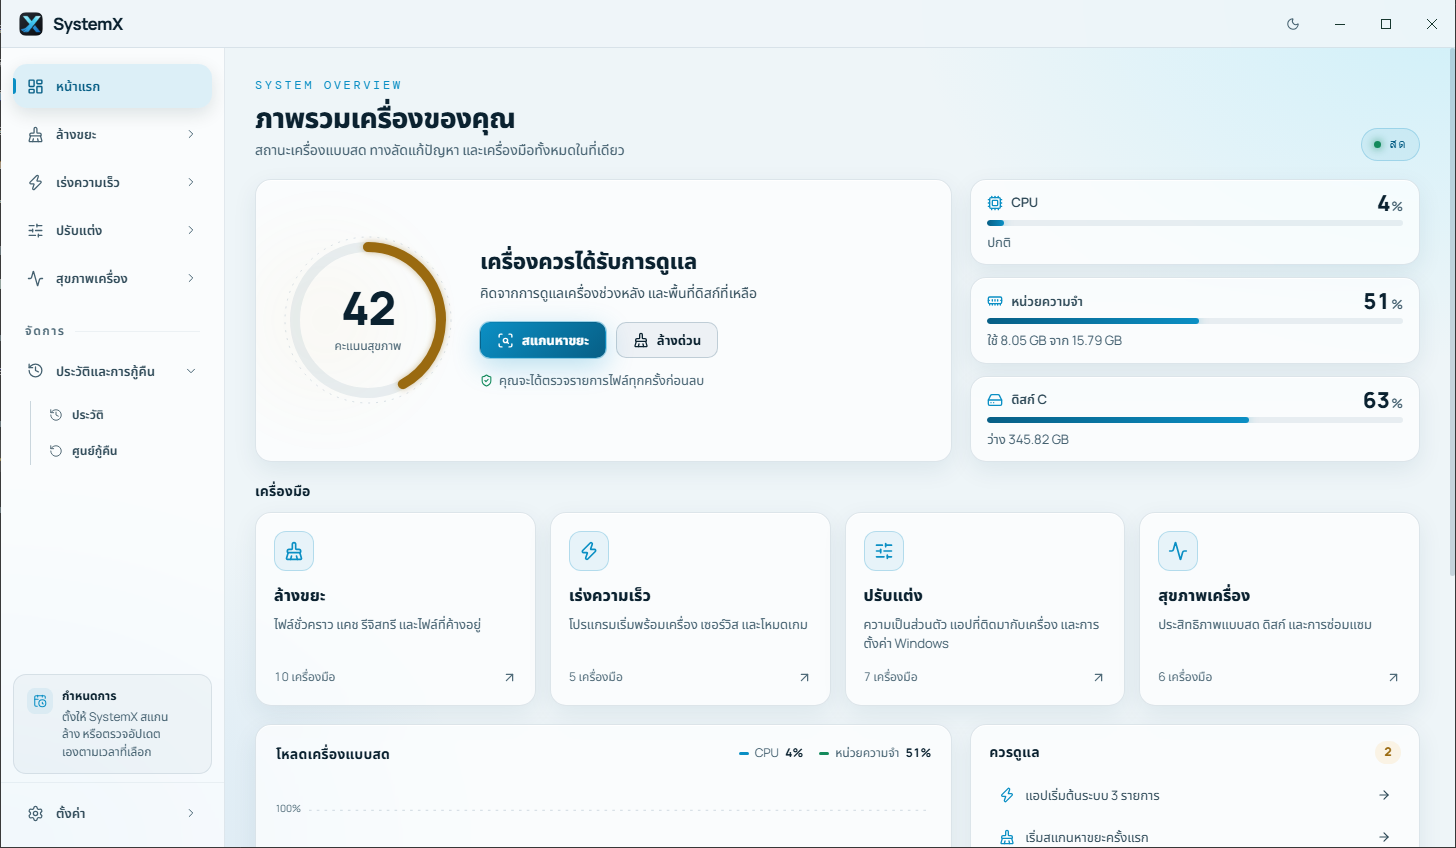 SystemX
หน้าแรก
ล้างขยะ
เร่งความเร็ว
ปรับแต่ง
สุขภาพเครื่อง
จัดการ
ประวัติและการกู้คืน
ประวัติ
ศูนย์กู้คืน
กำหนดการ
ตั้งให้ SystemX สแกน
ล้าง หรือตรวจอัปเดต
เองตามเวลาที่เลือก
ตั้งค่า
SYSTEM OVERVIEW
ภาพรวมเครื่องของคุณ
สถานะเครื่องแบบสด ทางลัดแก้ปัญหา และเครื่องมือทั้งหมดในที่เดียว
สด
42
คะแนนสุขภาพ
เครื่องควรได้รับการดูแล
คิดจากการดูแลเครื่องช่วงหลัง และพื้นที่ดิสก์ที่เหลือ
สแกนหาขยะ
ล้างด่วน
คุณจะได้ตรวจรายการไฟล์ทุกครั้งก่อนลบ
CPU 4%
ปกติ
หน่วยความจำ 51%
ใช้ 8.05 GB จาก 15.79 GB
ดิสก์ C 63%
ว่าง 345.82 GB
เครื่องมือ
ล้างขยะ
ไฟล์ชั่วคราว แคช รีจิสทรี และไฟล์ที่ค้างอยู่
10 เครื่องมือ
เร่งความเร็ว
โปรแกรมเริ่มพร้อมเครื่อง เซอร์วิส และโหมดเกม
5 เครื่องมือ
ปรับแต่ง
ความเป็นส่วนตัว แอปที่ติดมากับเครื่อง และการ
ตั้งค่า Windows
7 เครื่องมือ
สุขภาพเครื่อง
ประสิทธิภาพแบบสด ดิสก์ และการซ่อมแซม
6 เครื่องมือ
โหลดเครื่องแบบสด
CPU 4% หน่วยความจำ 51%
100%
ควรดูแล 2
แอปเริ่มต้นระบบ 3 รายการ
เริ่มสแกนหาขยะครั้งแรก